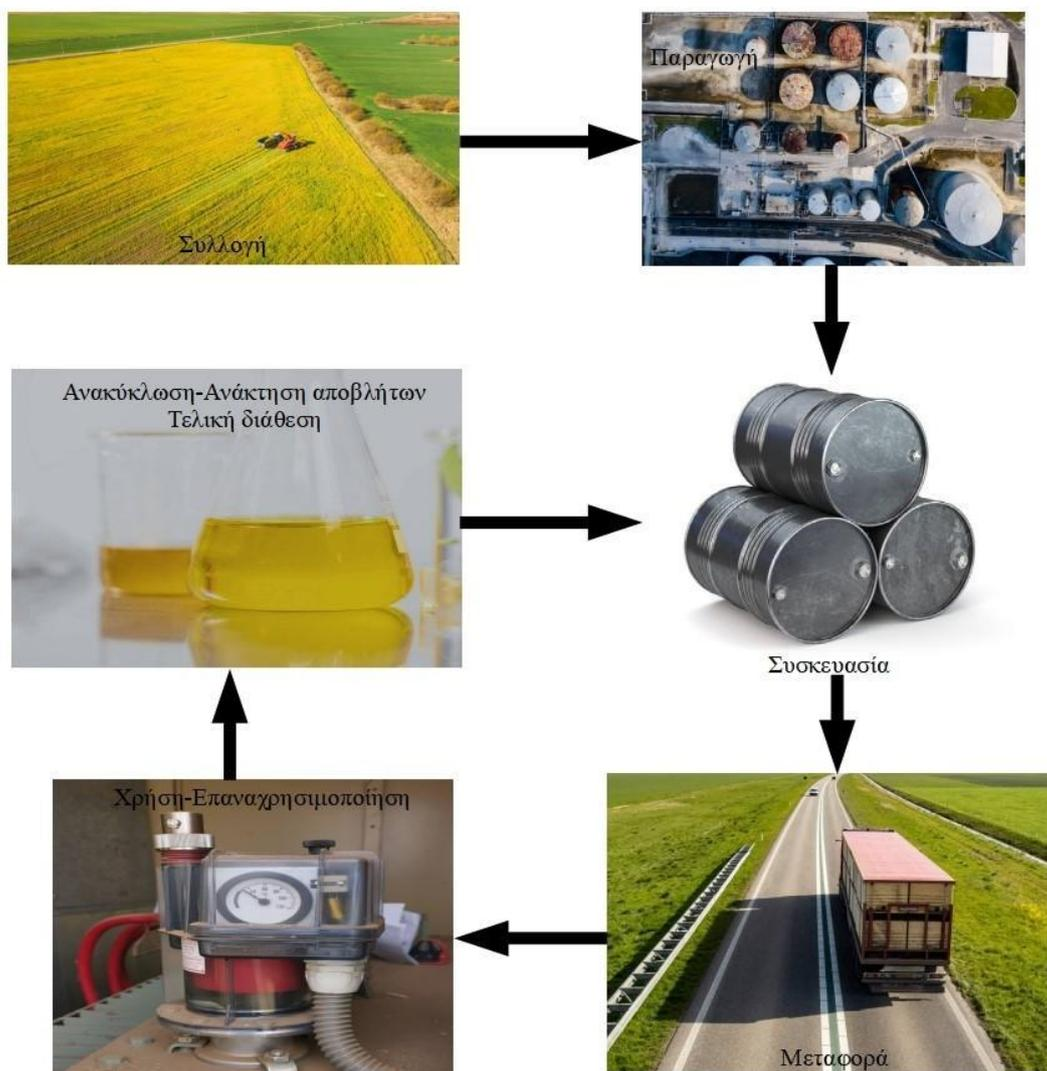 Συλλογή
Παραγωγή
Ανακύκλωση-Ανάκτηση αποβλήτων
Τελική διάθεση
Συσκευασία
Χρήση-Επαναχρησιμοποίηση
Μεταφορά